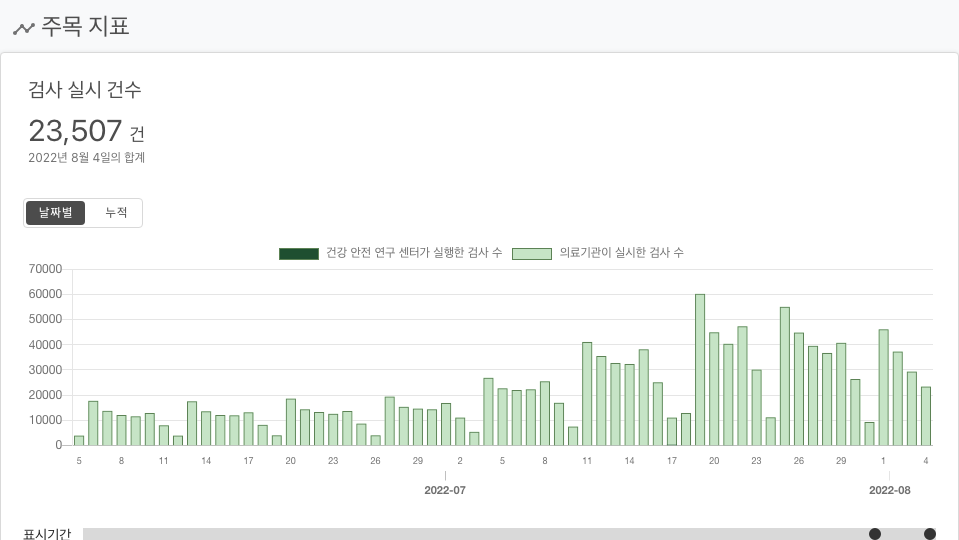 주목 지표
검사 실시 건수
23,507 건
2022년 8월 4일의 합계
날짜별 누적
건강 안전 연구 센터가 실행한 검사 수 의료기관이 실시한 검사 수
70000
60000
50000
40000
30000
20000
10000
0
5 8 11 14 17 20 23 26 29 2 5 8 11 14 17 20 23 26 29 1 4
2022-07 2022-08
표시기간